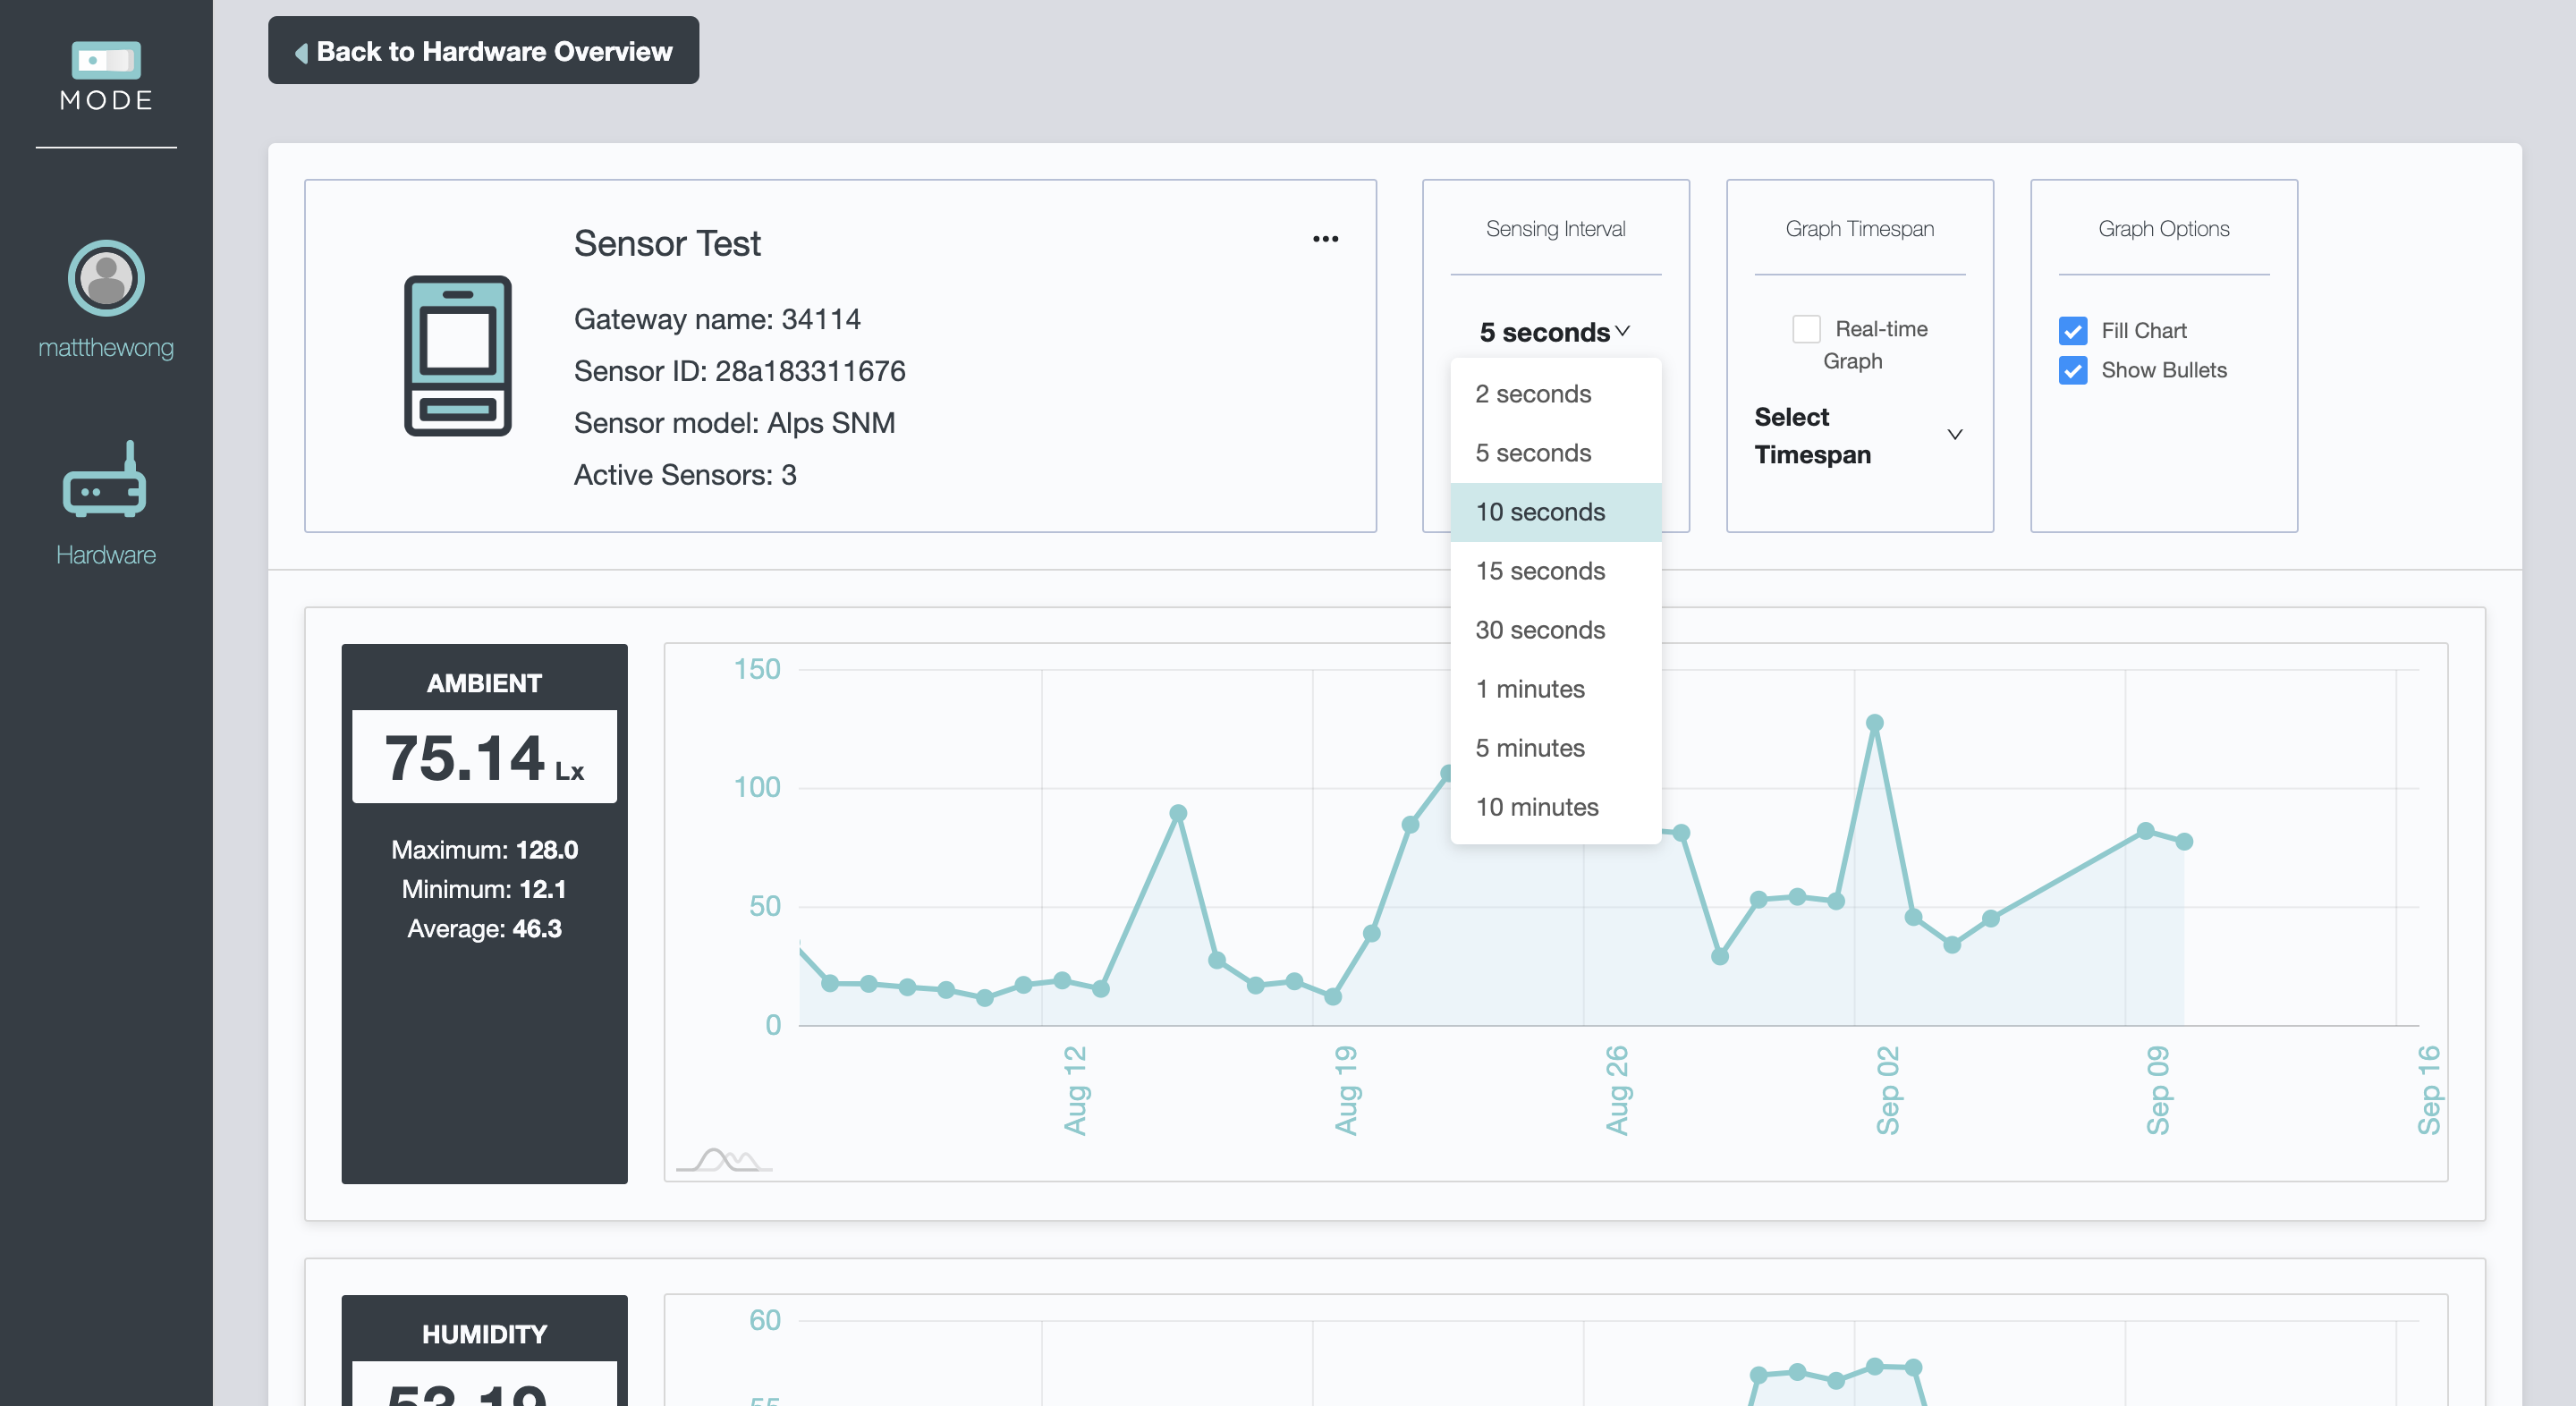 MODE
mattthewong
Hardware
Back to Hardware Overview
Sensor Test
•••
Gateway name: 34114
Sensor ID: 28a183311676
Sensor model: Alps SNM
Active Sensors: 3
Sensing Interval
5 seconds
2 seconds
5 seconds
10 seconds
15 seconds
30 seconds
1 minutes
5 minutes
10 minutes
Graph Timespan
Real-time
Graph
Select
Timespan
Graph Options
Fill Chart
Show Bullets
AMBIENT
75.14 Lx
Maximum: 128.0
Minimum: 12.1
Average: 46.3
150
100
50
0
Aug 12
Aug 19
Aug 26
Sep 02
Sep 09
Sep 16
HUMIDITY
53.19
60
55